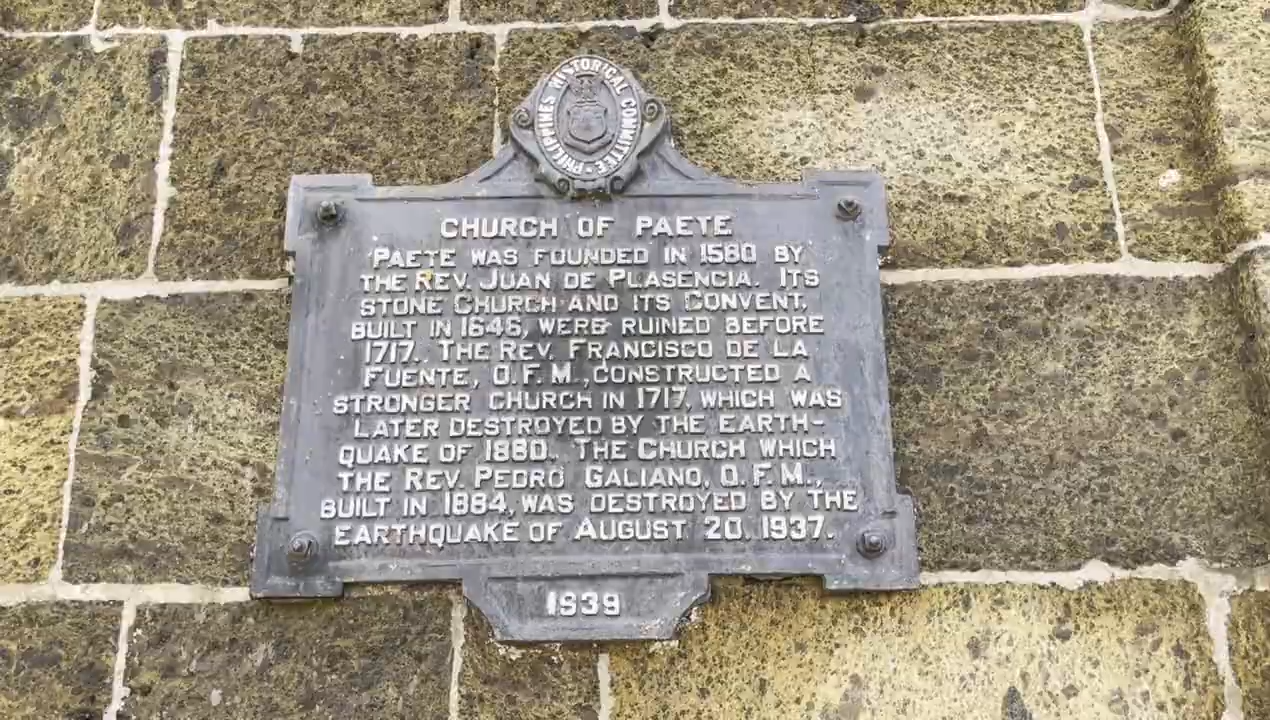 PHILIPPINES HISTORICAL COMMITTEE
CHURCH OF PAETE
PAETE WAS FOUNDED IN 1580 BY
THE REV. JUAN DE PLASENCIA. ITS
STONE CHURCH AND ITS CONVENT,
BUILT IN 1646, WERE RUINED BEFORE
1717. THE REV. FRANCISCO DE LA
FUENTE, O.F.M., CONSTRUCTED A
STRONGER CHURCH IN 1717, WHICH WAS
LATER DESTROYED BY THE EARTH-
QUAKE OF 1880. THE CHURCH WHICH
THE REV. PEDRO GALIANO, O.F.M.,
BUILT IN 1884, WAS DESTROYED BY THE
EARTHQUAKE OF AUGUST 20, 1937.
1939